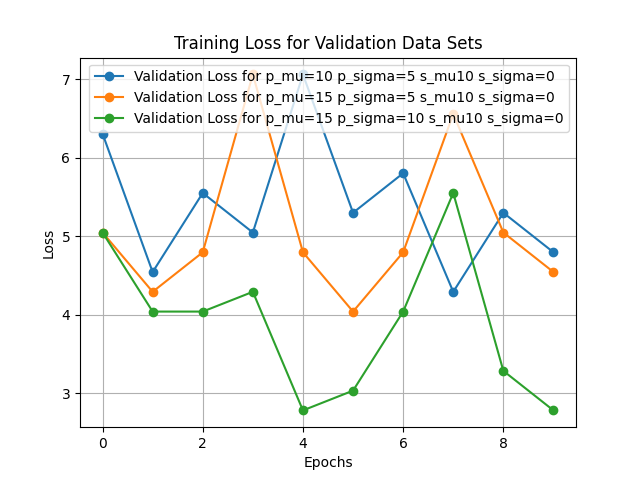 Training Loss for Validation Data Sets
Validation Loss for p_mu=10 p_sigma=5 s_mu10 s_sigma=0
Validation Loss for p_mu=15 p_sigma=5 s_mu10 s_sigma=0
Validation Loss for p_mu=15 p_sigma=10 s_mu10 s_sigma=0
7
6
5
4
3
Loss
0 2 4 6 8
Epochs